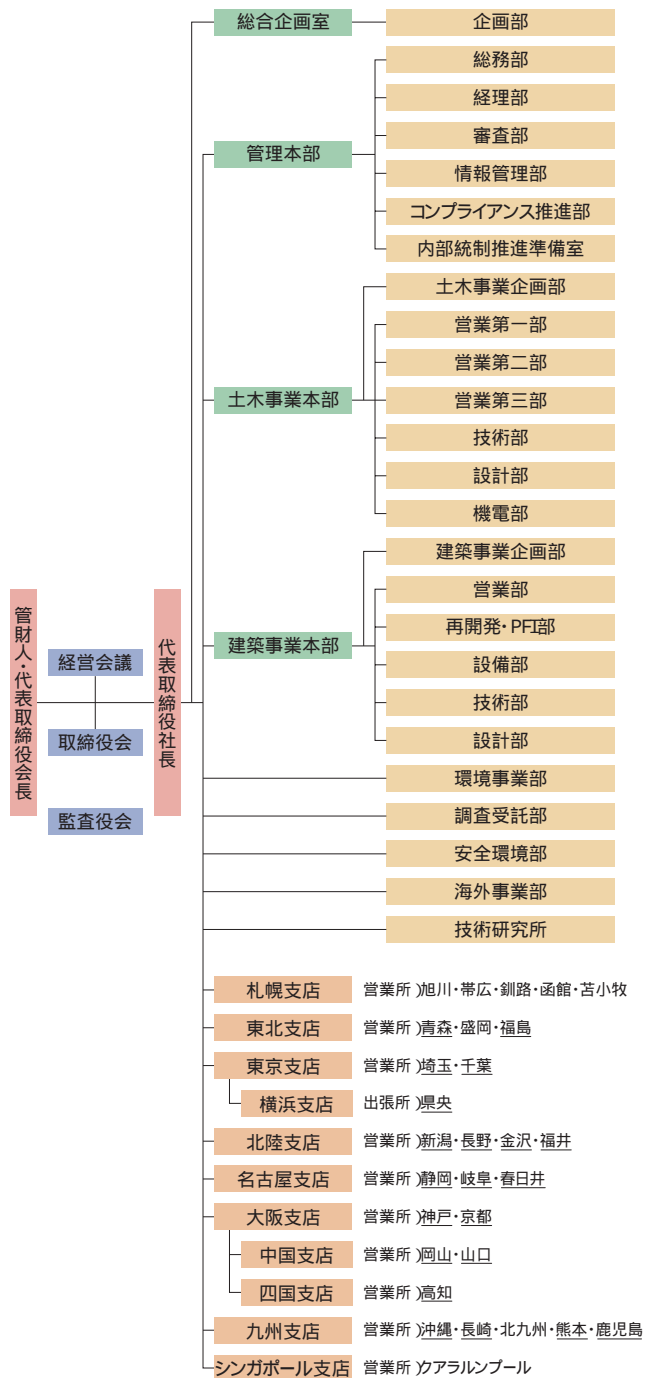 総合企画室
企画部
総務部
経理部
審査部
管理本部
情報管理部
コンプライアンス推進部
内部統制推進準備室
土木事業企画部
営業第一部
営業第二部
土木事業本部
営業第三部
技術部
設計部
機電部
建築事業企画部
営業部
再開発・PFI部
建築事業本部
設備部
技術部
設計部
管財人・代表取締役会長
経営会議
取締役会
監査役会
代表取締役社長
環境事業部
調査受託部
安全環境部
海外事業部
技術研究所
札幌支店 営業所)旭川・帯広・釧路・函館・苫小牧
東北支店 営業所)青森・盛岡・福島
東京支店 営業所)埼玉・千葉
横浜支店 出張所)県央
北陸支店 営業所)新潟・長野・金沢・福井
名古屋支店 営業所)静岡・岐阜・春日井
大阪支店 営業所)神戸・京都
中国支店 営業所)岡山・山口
四国支店 営業所)高知
九州支店 営業所)沖縄・長崎・北九州・熊本・鹿児島
シンガポール支店 営業所)クアラルンプール